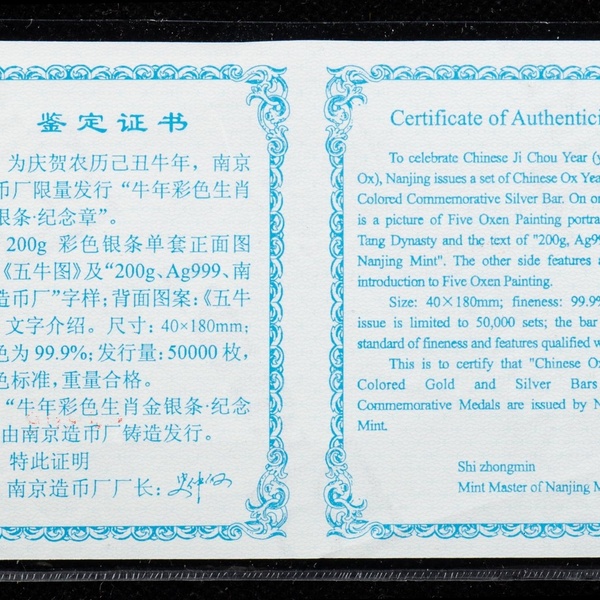 鉴定证书
为庆贺农历己丑牛年，南京
币厂限量发行“牛年彩色生肖
银条·纪念章”。
200g 彩色银条单套正面图
《五牛图》及“200g、Ag999、南
造币厂”字样；背面图案：《五牛
文字介绍。尺寸：40×180mm；
色为 99.9%；发行量：50000 枚，
色标准，重量合格。
“牛年彩色生肖金银条·纪念
由南京造币厂铸造发行。
特此证明
南京造币厂厂长：
Certificate of Authentici
To celebrate Chinese Ji Chou Year (y
Ox), Nanjing issues a set of Chinese Ox Yea
Colored Commemorative Silver Bar. On on
is a picture of Five Oxen Painting portra
Tang Dynasty and the text of "200g, Ag99
Nanjing Mint". The other side features a
introduction to Five Oxen Painting.
Size: 40×180mm; fineness: 99.9%
issue is limited to 50,000 sets; the bar
standard of fineness and features qualified w
This is to certify that "Chinese Ox
Colored Gold and Silver Bars
Commemorative Medals are issued by N
Mint.
Shi zhongmin
Mint Master of Nanjing M